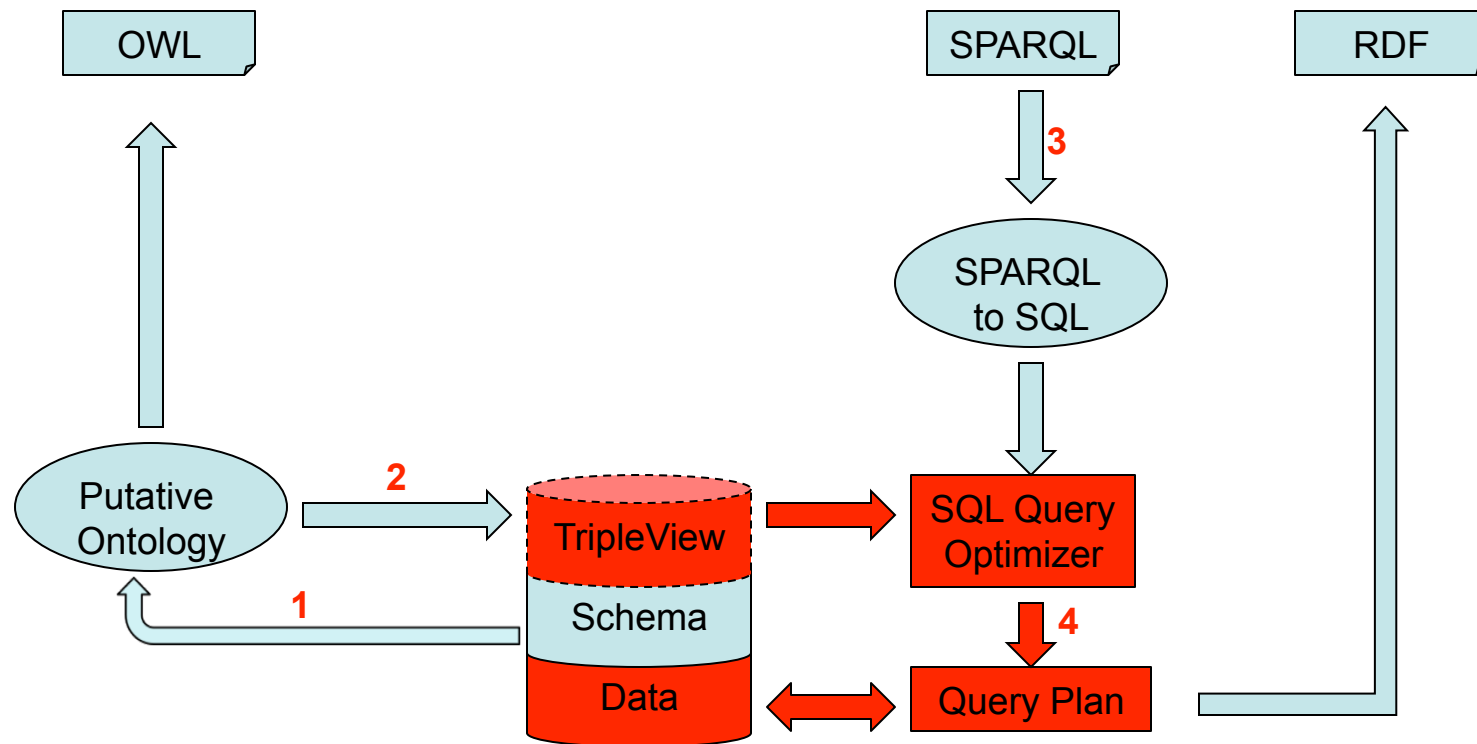 OWL
SPARQL
RDF
3
SPARQL
to SQL
Putative
Ontology
2
TripleView
SQL Query
Optimizer
1
Schema
4
Data
Query Plan